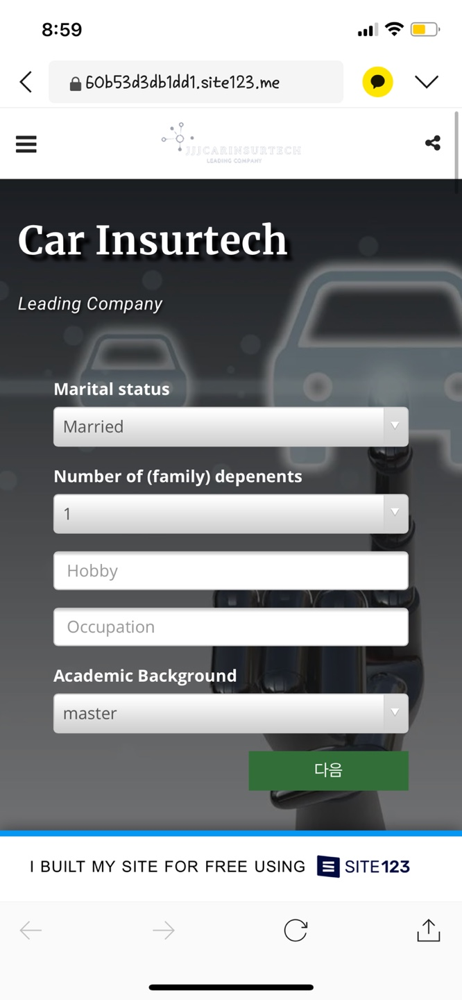 8:59
60b53d3db1dd1.site123.me
JJJCARINSURTECH
LEADING COMPANY
Car Insurtech
Leading Company
Marital status
Married
Number of (family) depenents
1
Hobby
Occupation
Academic Background
master
다음
I BUILT MY SITE FOR FREE USING SITE123